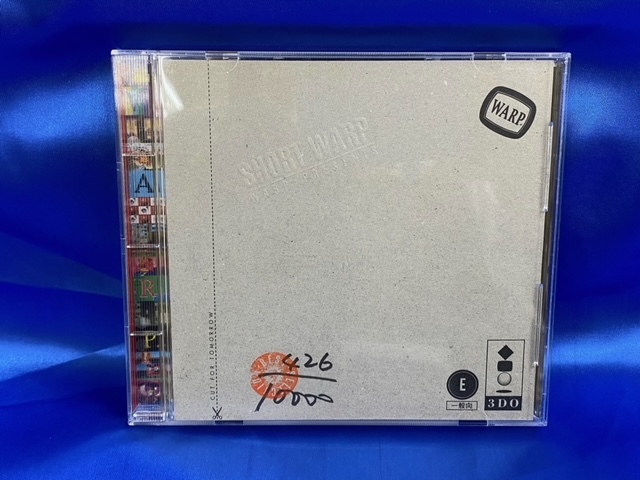 WARP
SHORT WARP
A
R
P
CUT FOR TOMORROW
426
10000
E
一般向
3DO